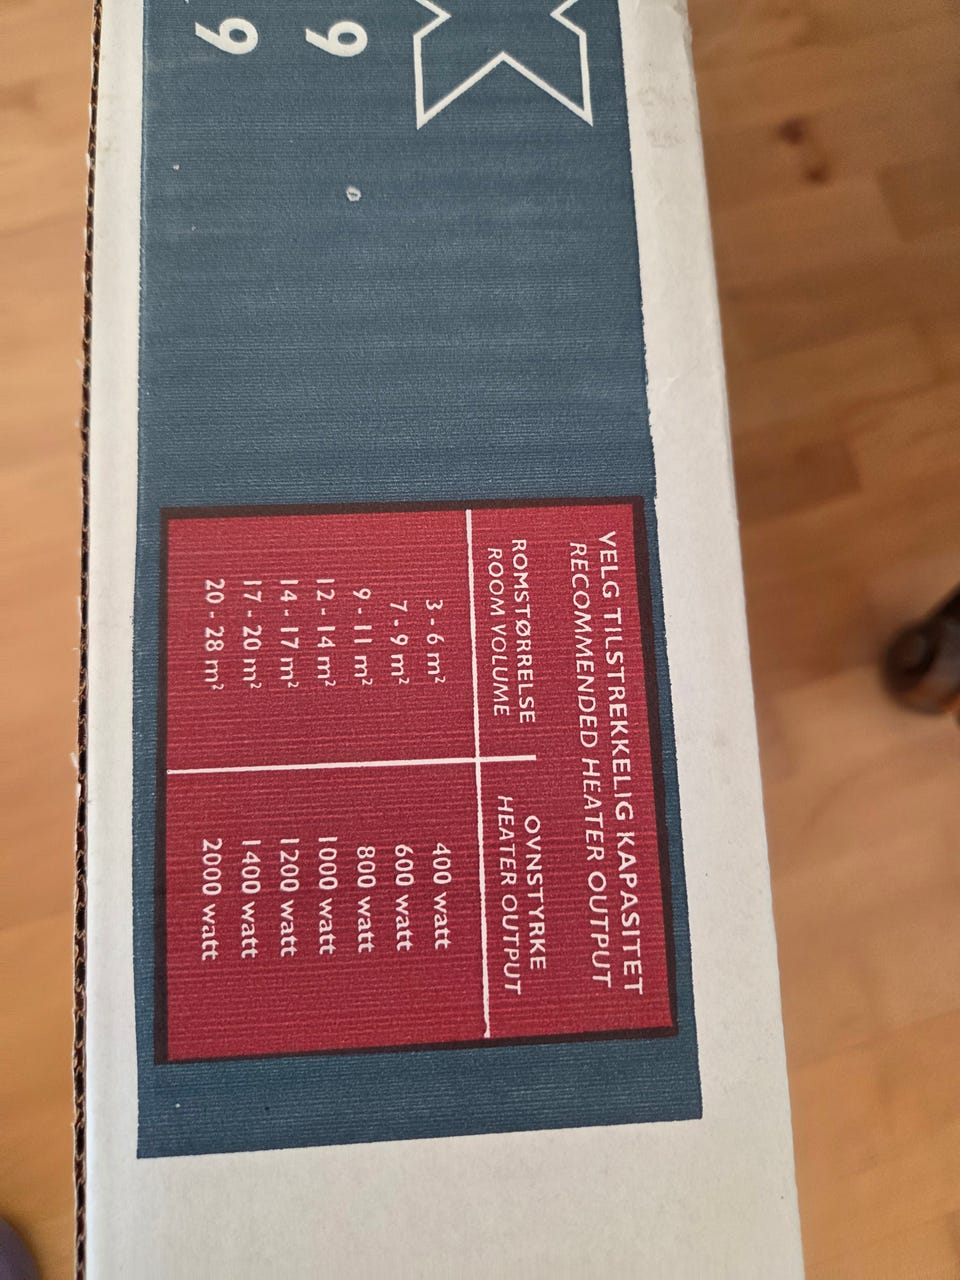 9
9
VELG TILSTREKKELIG KAPASITET
RECOMMENDED HEATER OUTPUT
ROMSTØRRELSE OVNSTYRKE
ROOM VOLUME HEATER OUTPUT
3 - 6 m² 400 watt
7 - 9 m² 600 watt
9 - 11 m² 800 watt
12 - 14 m² 1000 watt
14 - 17 m² 1200 watt
17 - 20 m² 1400 watt
20 - 28 m² 2000 watt